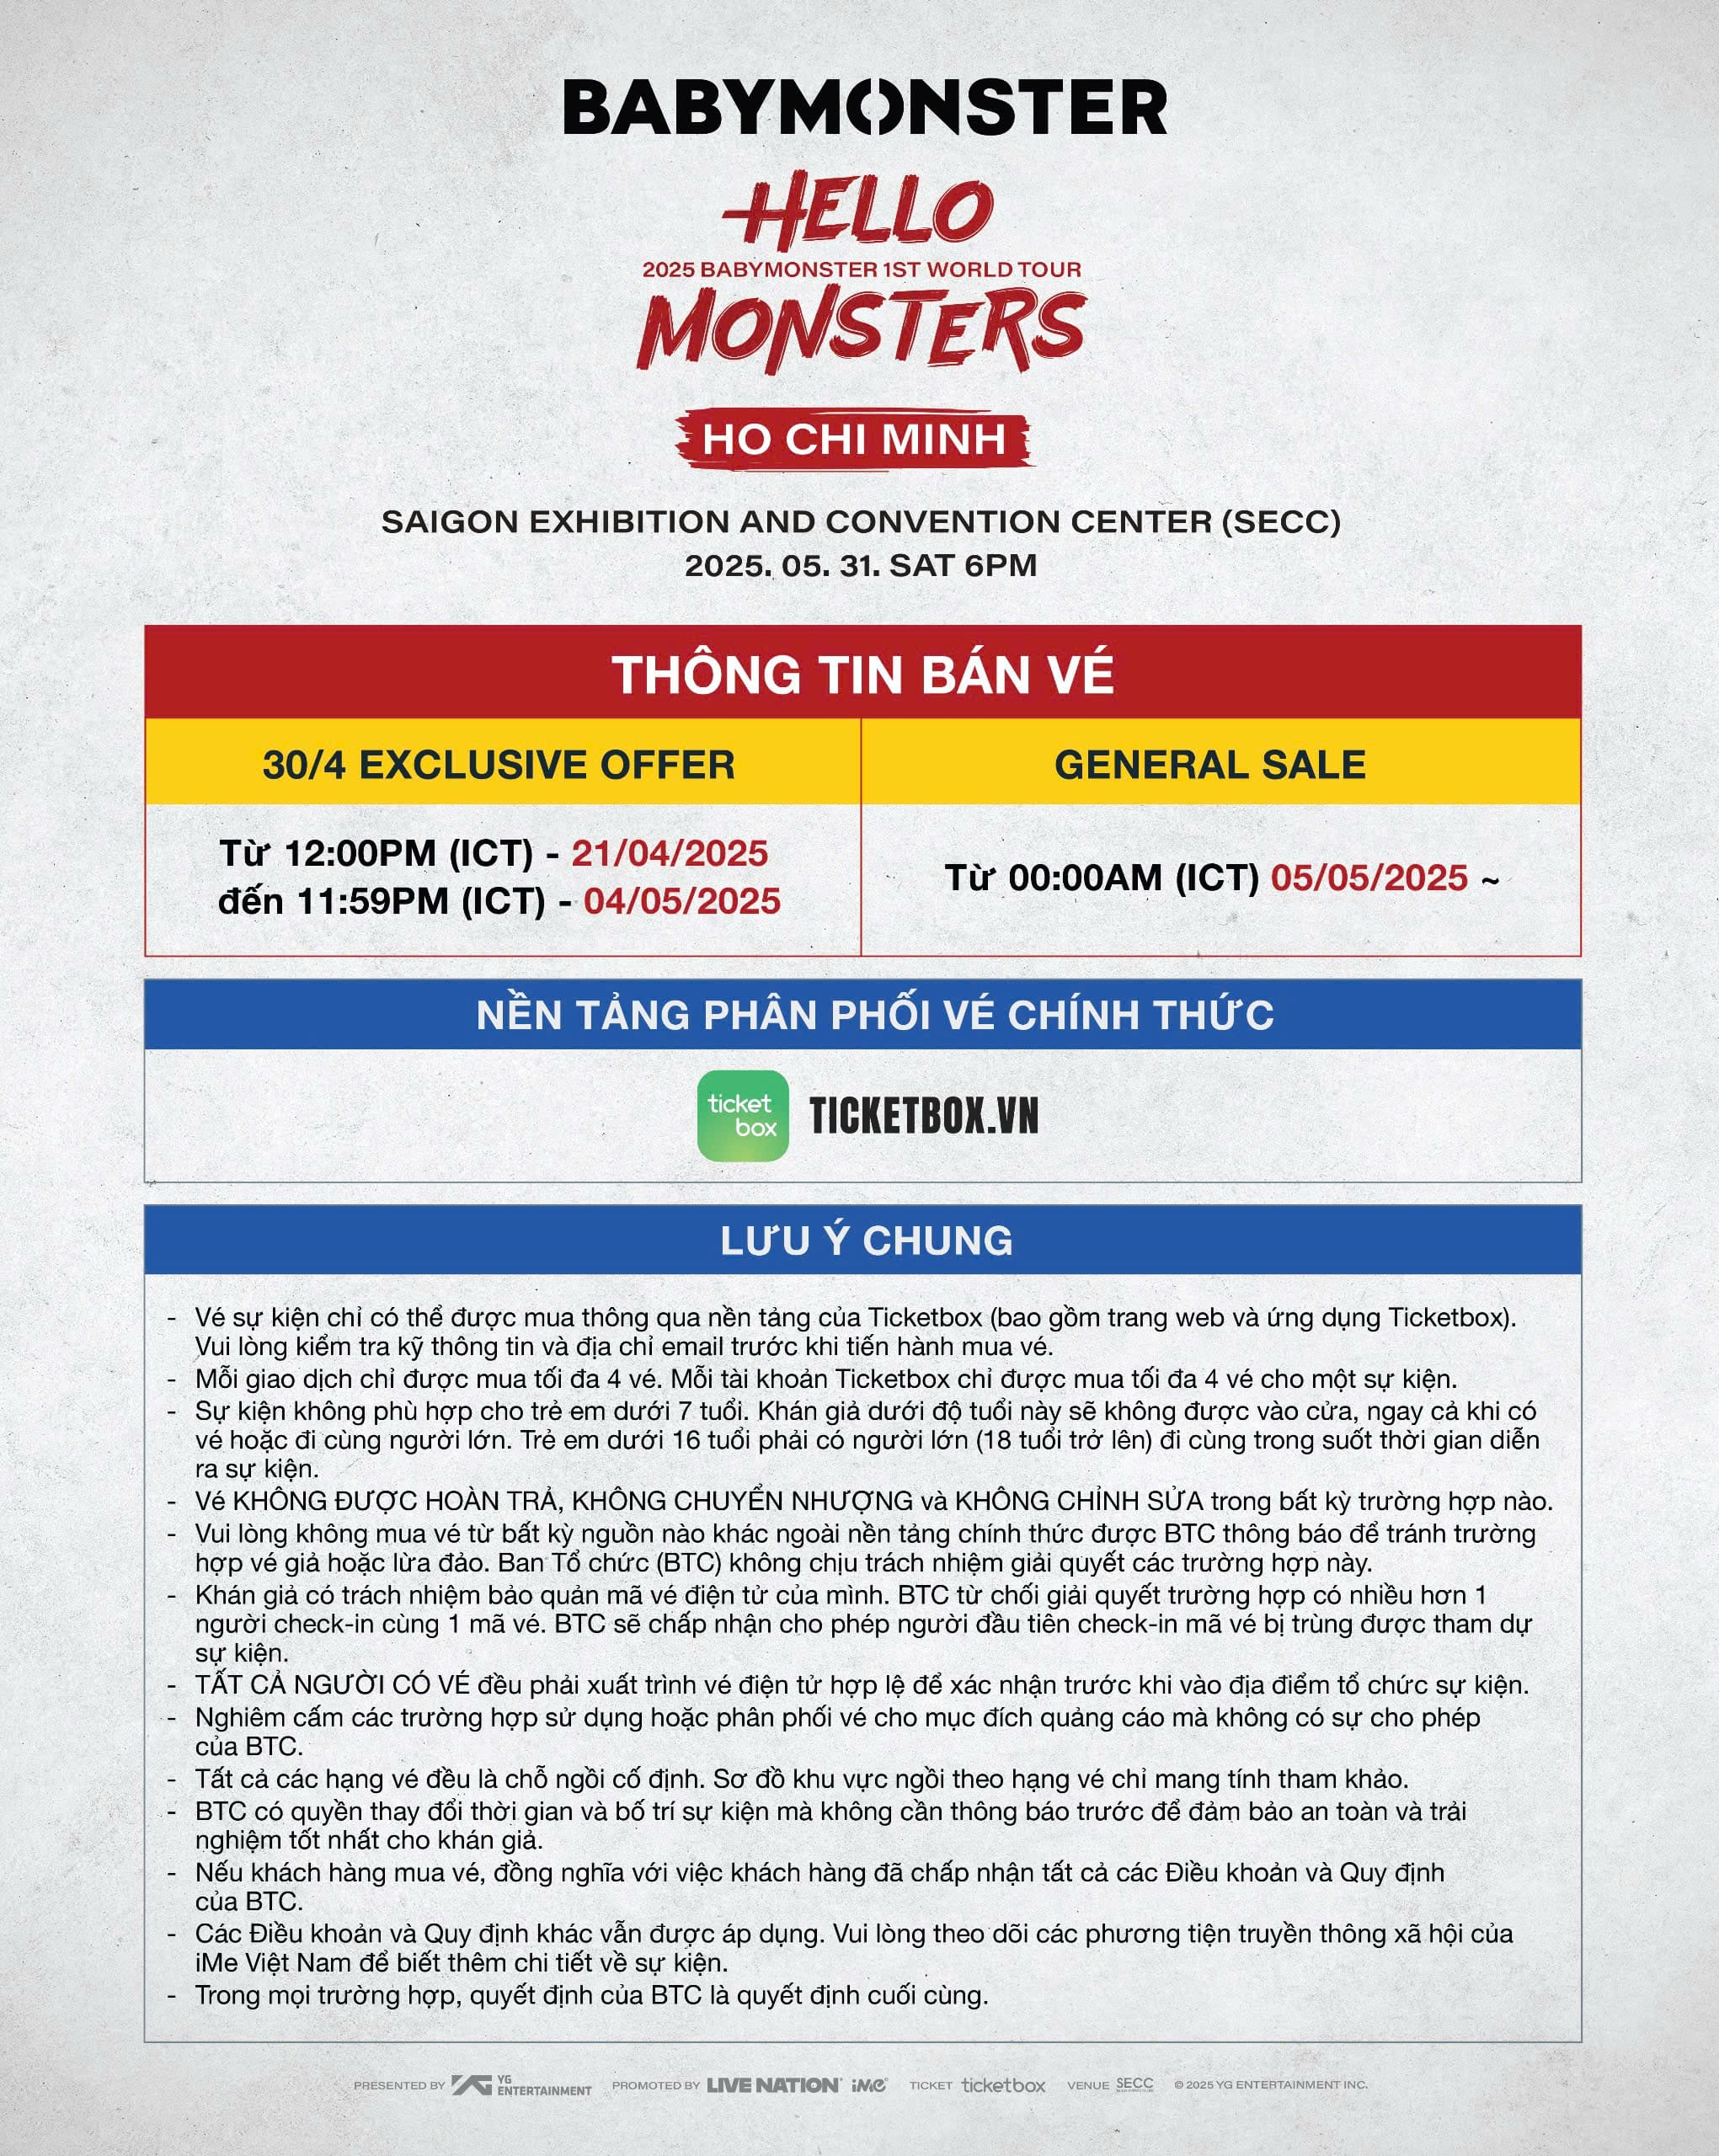 BABYMONSTER
HELLO
2025 BABYMONSTER 1ST WORLD TOUR
MONSTERS
HO CHI MINH
SAIGON EXHIBITION AND CONVENTION CENTER (SECC)
2025. 05. 31. SAT 6PM
THÔNG TIN BÁN VÉ
30/4 EXCLUSIVE OFFER
Từ 12:00PM (ICT) - 21/04/2025
đến 11:59PM (ICT) - 04/05/2025
GENERAL SALE
Từ 00:00AM (ICT) 05/05/2025 ~
NỀN TẢNG PHÂN PHỐI VÉ CHÍNH THỨC
ticket
box
TICKETBOX.VN
LƯU Ý CHUNG
- Vé sự kiện chỉ có thể được mua thông qua nền tảng của Ticketbox (bao gồm trang web và ứng dụng Ticketbox).
Vui lòng kiểm tra kỹ thông tin và địa chỉ email trước khi tiến hành mua vé.
- Mỗi giao dịch chỉ được mua tối đa 4 vé. Mỗi tài khoản Ticketbox chỉ được mua tối đa 4 vé cho một sự kiện.
- Sự kiện không phù hợp cho trẻ em dưới 7 tuổi. Khán giả dưới độ tuổi này sẽ không được vào cửa, ngay cả khi có
vé hoặc đi cùng người lớn. Trẻ em dưới 16 tuổi phải có người lớn (18 tuổi trở lên) đi cùng trong suốt thời gian diễn
ra sự kiện.
- Vé KHÔNG ĐƯỢC HOÀN TRẢ, KHÔNG CHUYỂN NHƯỢNG và KHÔNG CHỈNH SỬA trong bất kỳ trường hợp nào.
- Vui lòng không mua vé từ bất kỳ nguồn nào khác ngoài nền tảng chính thức được BTC thông báo để tránh trường
hợp vé giả hoặc lừa đảo. Ban Tổ chức (BTC) không chịu trách nhiệm giải quyết các trường hợp này.
- Khán giả có trách nhiệm bảo quản mã vé điện tử của mình. BTC từ chối giải quyết trường hợp có nhiều hơn 1
người check-in cùng 1 mã vé. BTC sẽ chấp nhận cho phép người đầu tiên check-in mã vé bị trùng được tham dự
sự kiện.
- TẤT CẢ NGƯỜI CÓ VÉ đều phải xuất trình vé điện tử hợp lệ để xác nhận trước khi vào địa điểm tổ chức sự kiện.
- Nghiêm cấm các trường hợp sử dụng hoặc phân phối vé cho mục đích quảng cáo mà không có sự cho phép
của BTC.
- Tất cả các hạng vé đều là chỗ ngồi cố định. Sơ đồ khu vực ngồi theo hạng vé chỉ mang tính tham khảo.
- BTC có quyền thay đổi thời gian và bố trí sự kiện mà không cần thông báo trước để đảm bảo an toàn và trải
nghiệm tốt nhất cho khán giả.
- Nếu khách hàng mua vé, đồng nghĩa với việc khách hàng đã chấp nhận tất cả các Điều khoản và Quy định
của BTC.
- Các Điều khoản và Quy định khác vẫn được áp dụng. Vui lòng theo dõi các phương tiện truyền thông xã hội của
iMe Việt Nam để biết thêm chi tiết về sự kiện.
- Trong mọi trường hợp, quyết định của BTC là quyết định cuối cùng.
PRESENTED BY YG ENTERTAINMENT PROMOTED BY LIVE NATION iMe TICKET ticketbox VENUE SECC © 2025 YG ENTERTAINMENT INC.